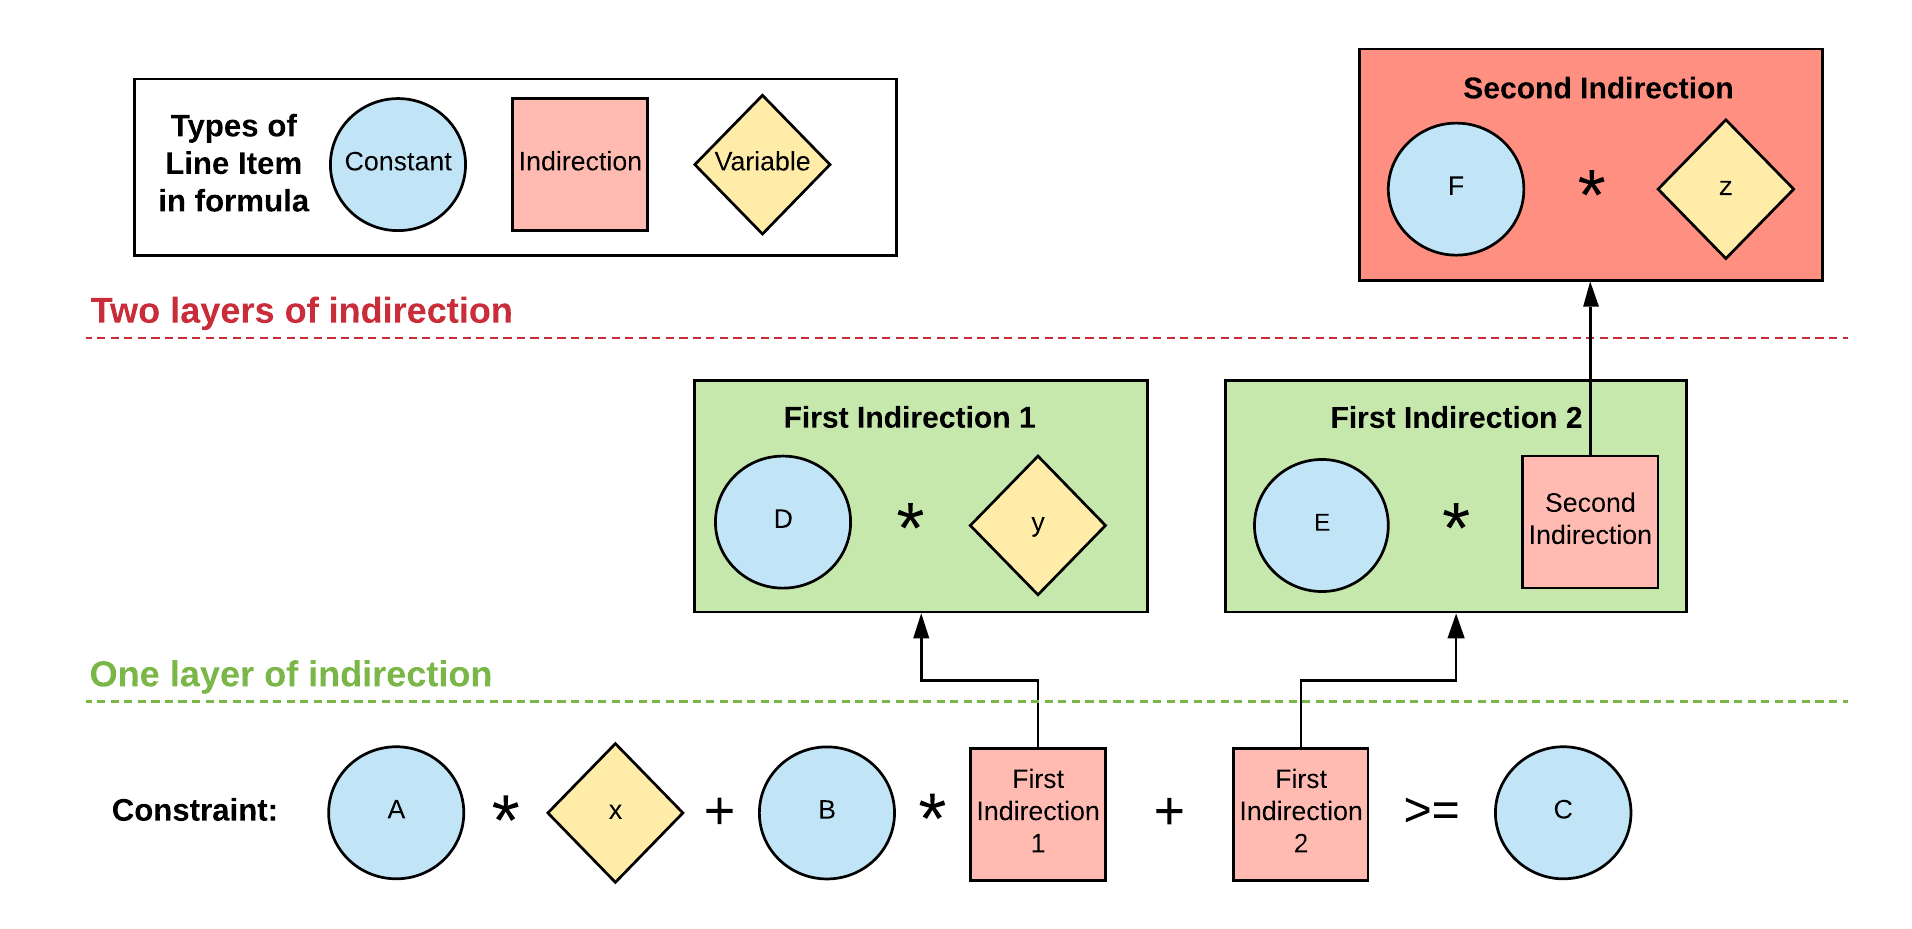 Types of
Line Item
in formula
Constant
Indirection
Variable
Second Indirection
F
*
z
Two layers of indirection
First Indirection 1
D
*
y
First Indirection 2
E
*
Second
Indirection
One layer of indirection
Constraint:
A
*
x
+
B
*
First
Indirection
1
+
First
Indirection
2
>=
C